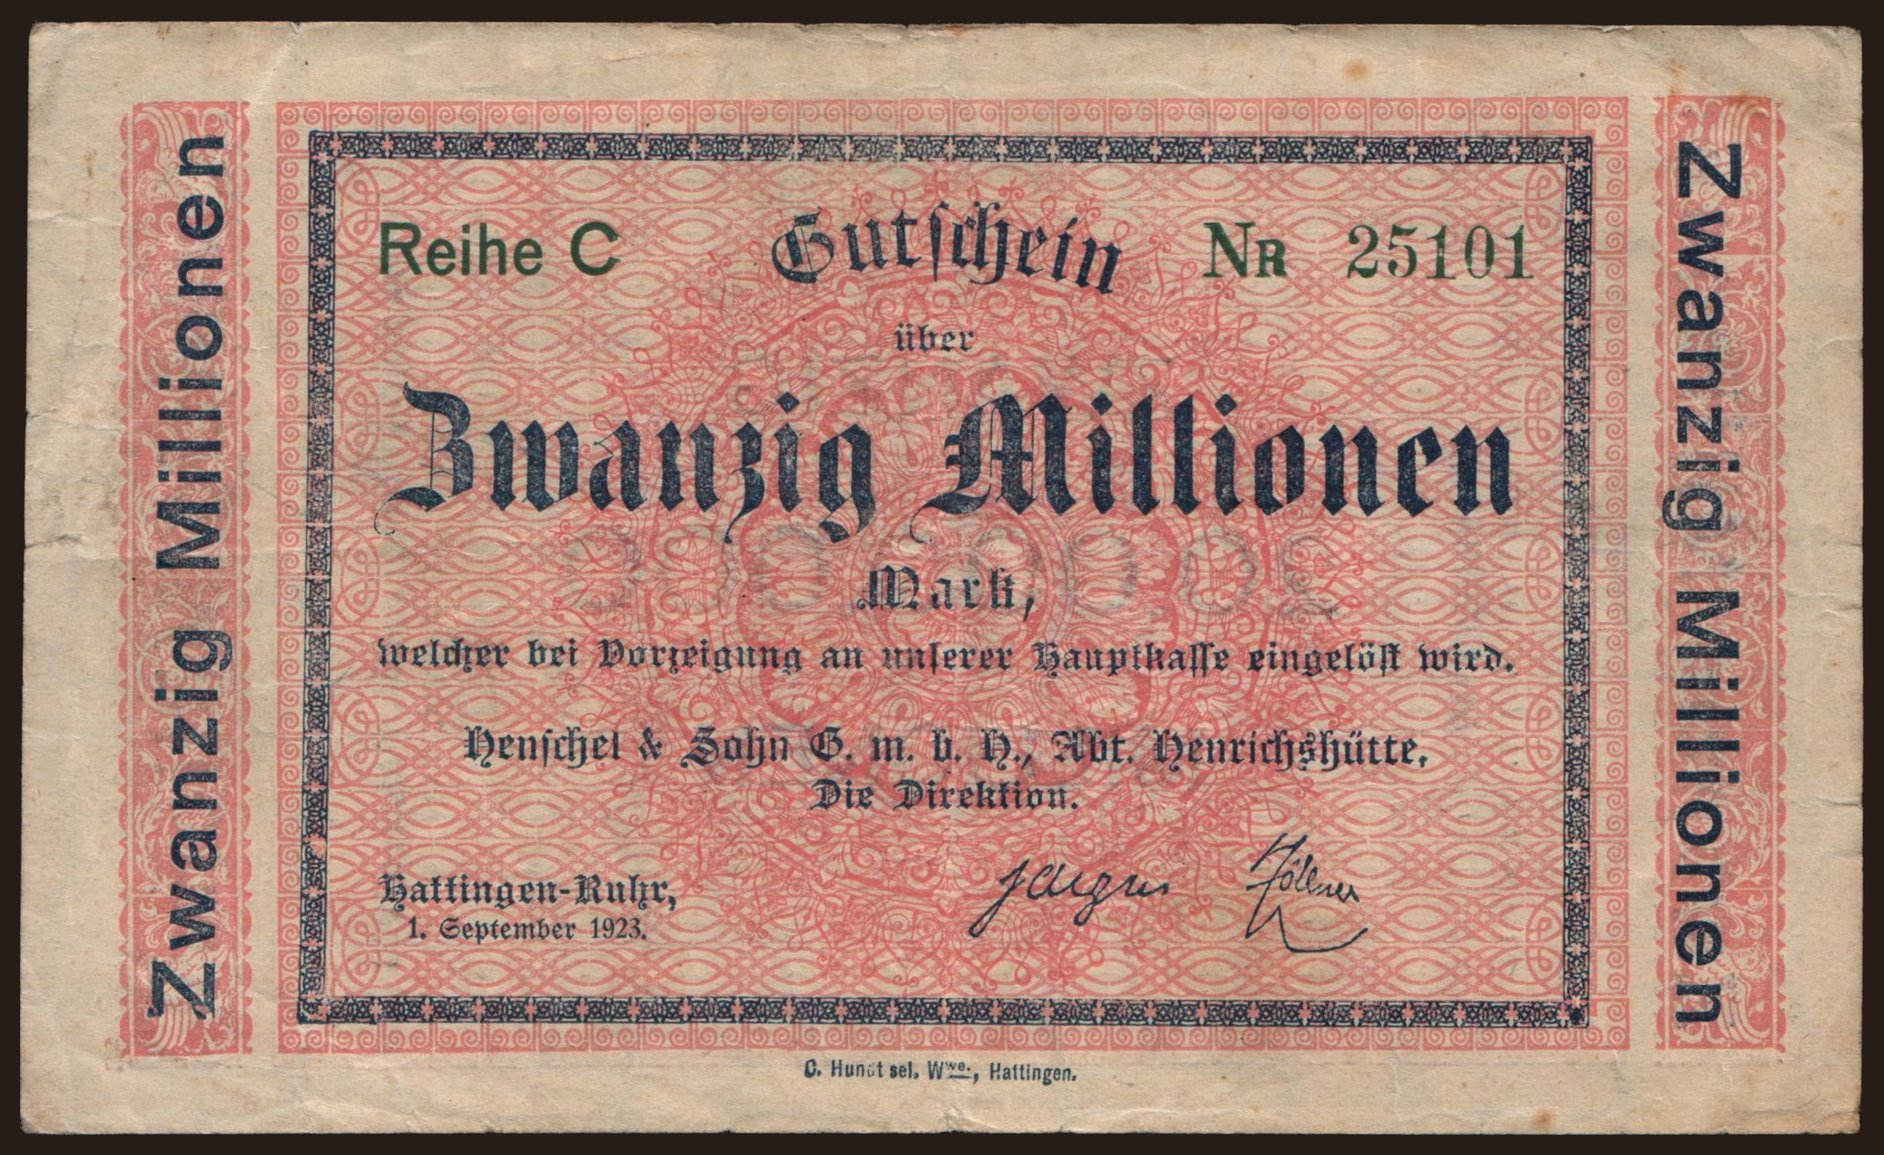 Zwanzig Millionen
Reihe C Gutschein NR 25101
über
Zwanzig Millionen
Mark,
welcher bei Vorzeigung an unserer Hauptkasse eingelöst wird.
Henschel & Sohn G. m. b. H., Abt. Henrichshütte.
Die Direktion.
Hattingen-Ruhr,
1. September 1923.
Zwanzig Millionen
C. Hundt sel. Wwe., Hattingen.